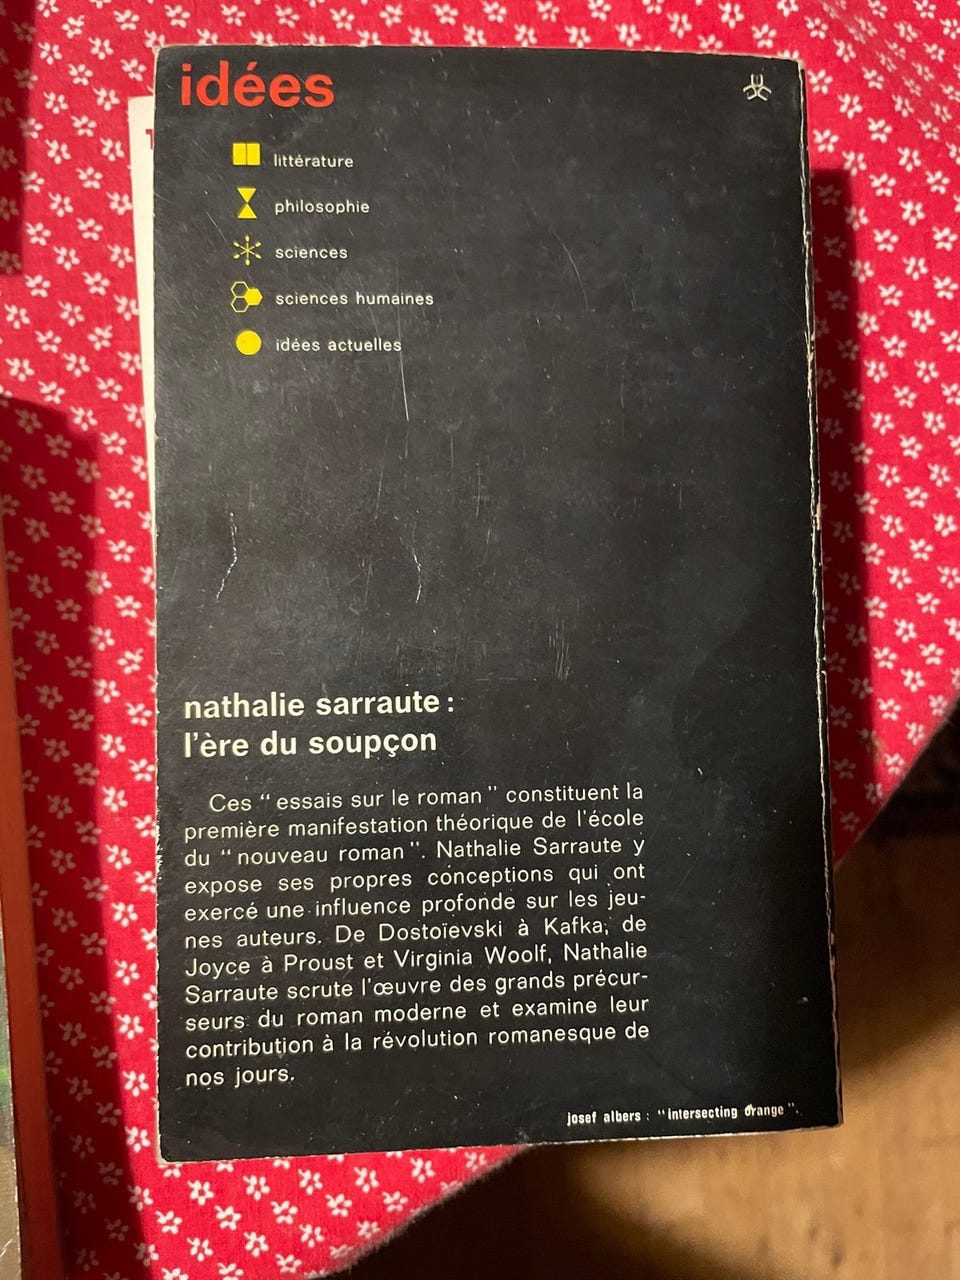 idées
littérature
philosophie
sciences
sciences humaines
idées actuelles
nathalie sarraute :
l'ère du soupçon
Ces "essais sur le roman" constituent la
première manifestation théorique de l'école
du "nouveau roman". Nathalie Sarraute y
expose ses propres conceptions qui ont
exercé une influence profonde sur les jeu-
nes auteurs. De Dostoïevski à Kafka, de
Joyce à Proust et Virginia Woolf, Nathalie
Sarraute scrute l'œuvre des grands précur-
seurs du roman moderne et examine leur
contribution à la révolution romanesque de
nos jours.
josef albers : "intersecting orange".